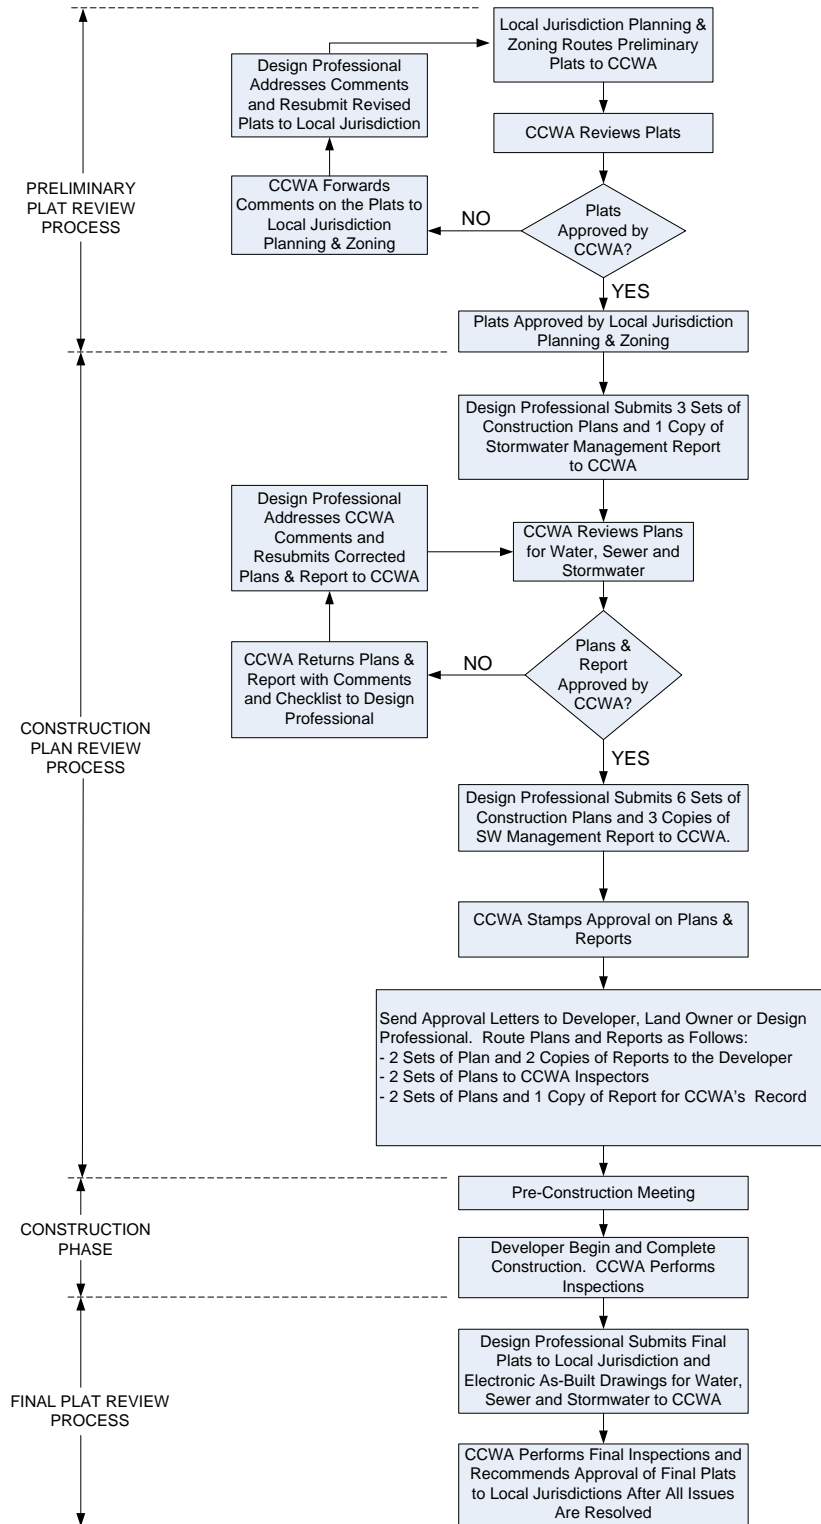 Local Jurisdiction Planning &
Zoning Routes Preliminary
Plats to CCWA
Design Professional
Addresses Comments
and Resubmit Revised
Plats to Local Jurisdiction
CCWA Reviews Plats
PRELIMINARY
PLAT REVIEW
PROCESS
CCWA Forwards
Comments on the Plats to
Local Jurisdiction
Planning & Zoning
NO
Plats
Approved by
CCWA?
YES
Plats Approved by Local Jurisdiction
Planning & Zoning
Design Professional Submits 3 Sets of
Construction Plans and 1 Copy of
Stormwater Management Report
to CCWA
Design Professional
Addresses CCWA
Comments and
Resubmits Corrected
Plans & Report to CCWA
CCWA Reviews Plans
for Water, Sewer and
Stormwater
CCWA Returns Plans &
Report with Comments
and Checklist to Design
Professional
NO
Plans &
Report
Approved by
CCWA?
CONSTRUCTION
PLAN REVIEW
PROCESS
YES
Design Professional Submits 6 Sets of
Construction Plans and 3 Copies of
SW Management Report to CCWA.
CCWA Stamps Approval on Plans &
Reports
Send Approval Letters to Developer, Land Owner or Design
Professional.  Route Plans and Reports as Follows:
- 2 Sets of Plan and 2 Copies of Reports to the Developer
- 2 Sets of Plans to CCWA Inspectors
- 2 Sets of Plans and 1 Copy of Report for CCWA's  Record
Pre-Construction Meeting
CONSTRUCTION
PHASE
Developer Begin and Complete
Construction.  CCWA Performs
Inspections
Design Professional Submits Final
Plats to Local Jurisdiction and
Electronic As-Built Drawings for Water,
Sewer and Stormwater to CCWA
FINAL PLAT REVIEW
PROCESS
CCWA Performs Final Inspections and
Recommends Approval of Final Plats
to Local Jurisdictions After All Issues
Are Resolved